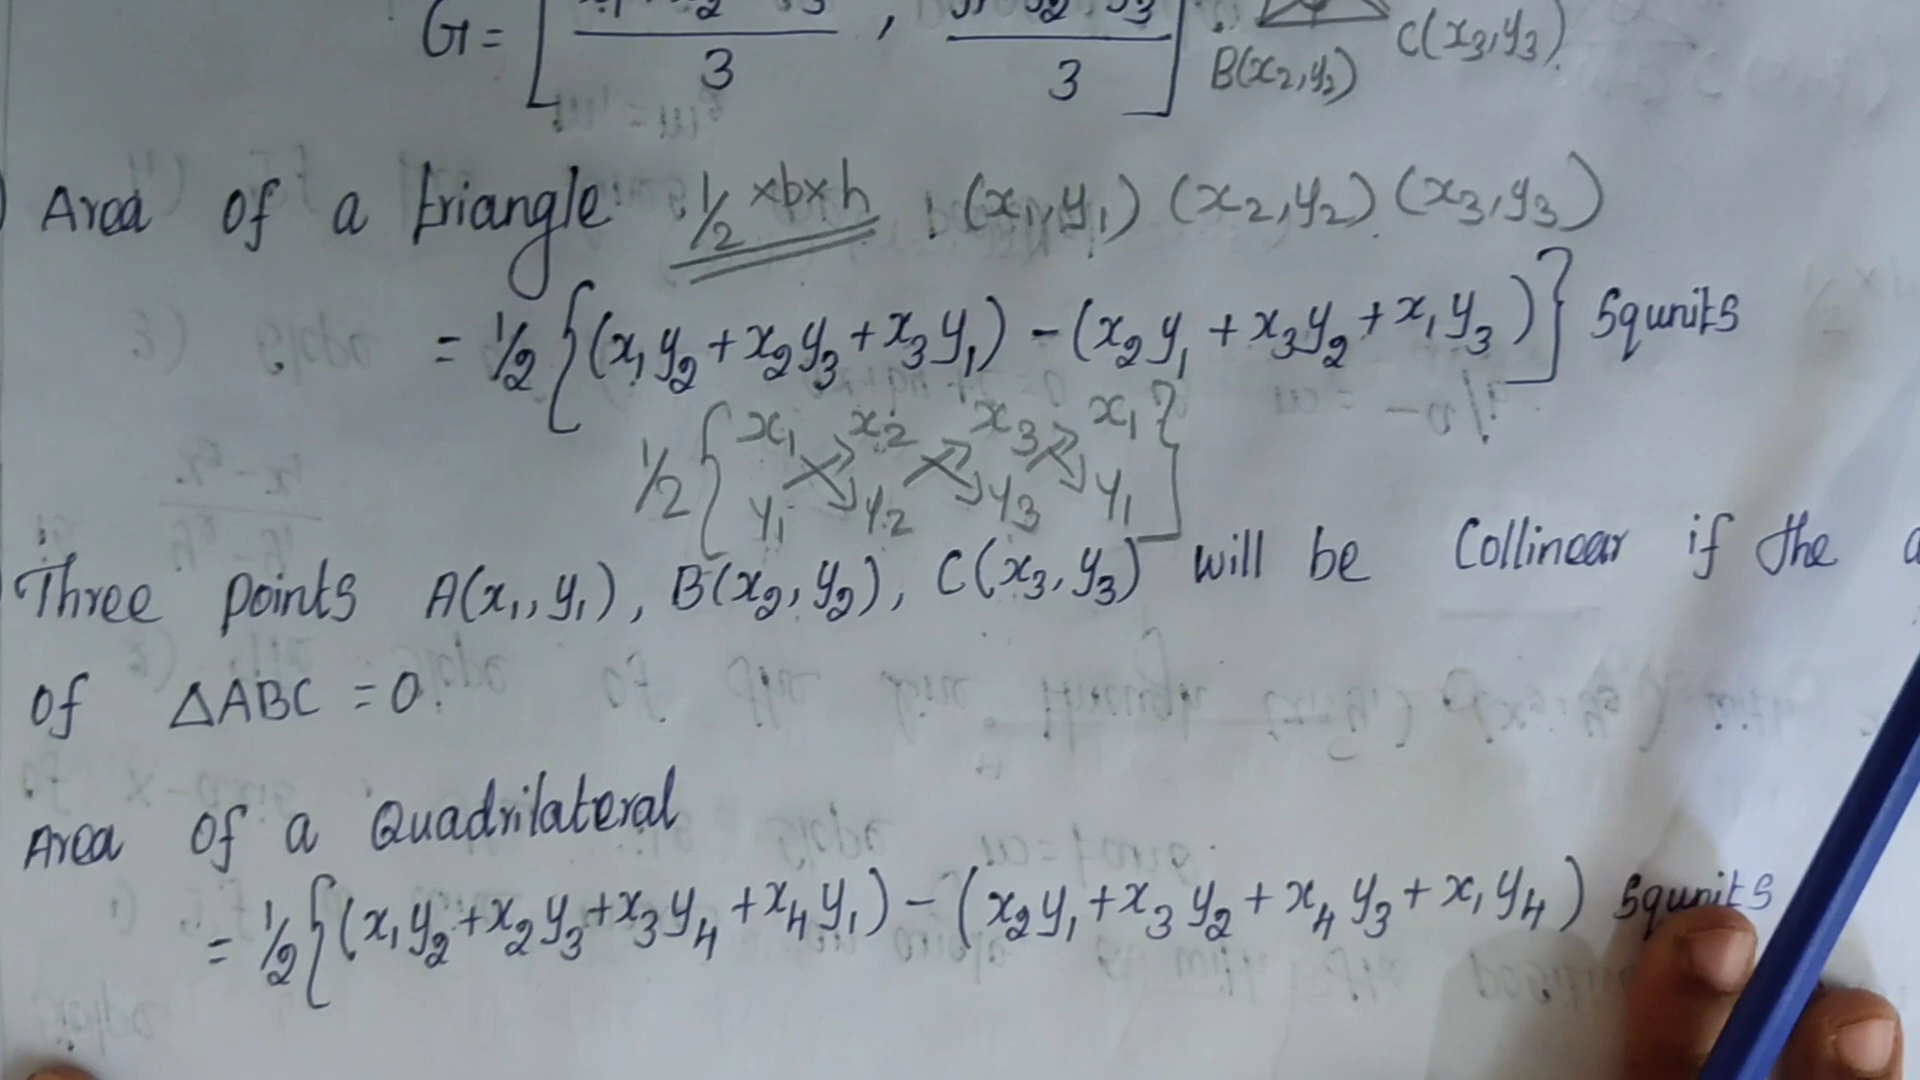 G = [ 3 , 3 ] B(x₂,y₂) C(x₃,y₃)
Area of a triangle ½ ×b×h , (x₁,y₁) (x₂,y₂) (x₃,y₃)
= ½ {(x₁y₂+x₂y₃+x₃y₁) - (x₂y₁+x₃y₂+x₁y₃)} Squnits
½ { x₁ x₂ x₃ x₁ }
y₁ y₂ y₃ y₁
Three points A(x₁,y₁), B(x₂,y₂), C(x₃,y₃) will be Collinear if the
of ΔABC = 0
Area of a Quadrilateral
= ½ {(x₁y₂+x₂y₃+x₃y₄+x₄y₁) - (x₂y₁+x₃y₂+x₄y₃+x₁y₄) Squnits